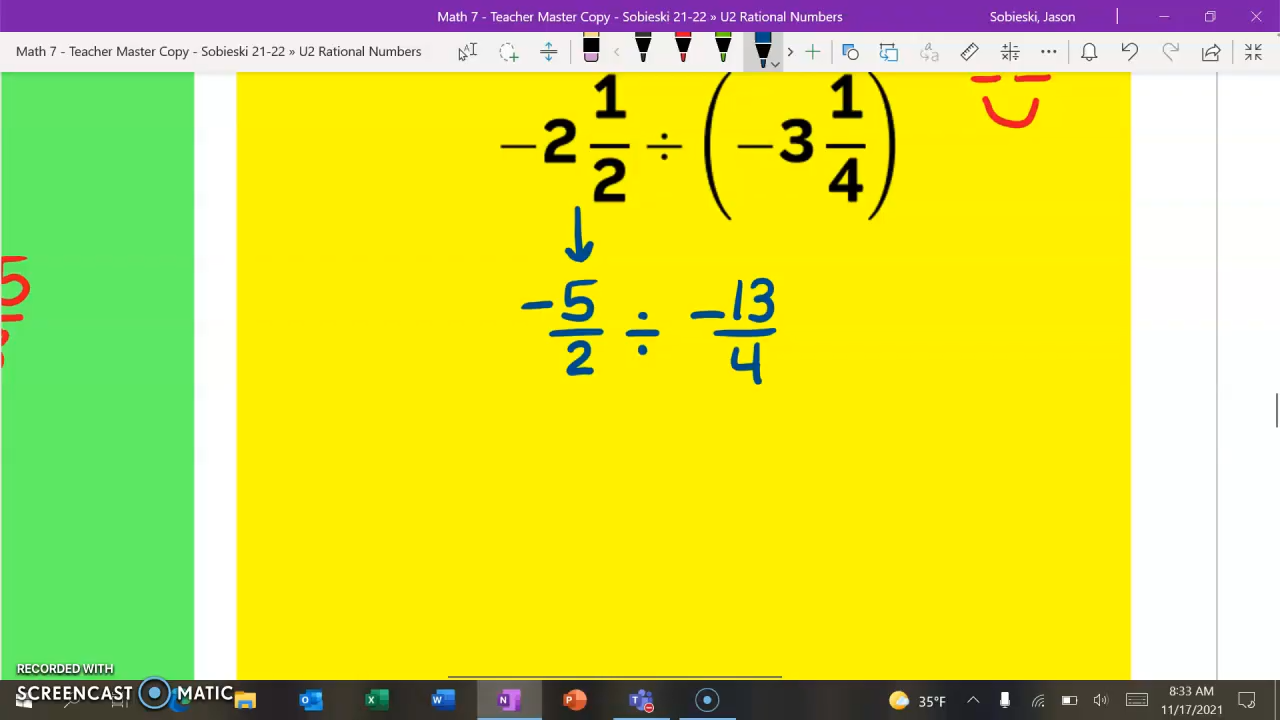 Math 7 - Teacher Master Copy - Sobieski 21-22 » U2 Rational Numbers
Sobieski, Jason
Math 7 - Teacher Master Copy - Sobieski 21-22 » U2 Rational Numbers
−2 1/2 ÷ (−3 1/4)
-5/2 ÷ -13/4
5
RECORDED WITH
SCREENCAST MATIC
35°F
8:33 AM
11/17/2021